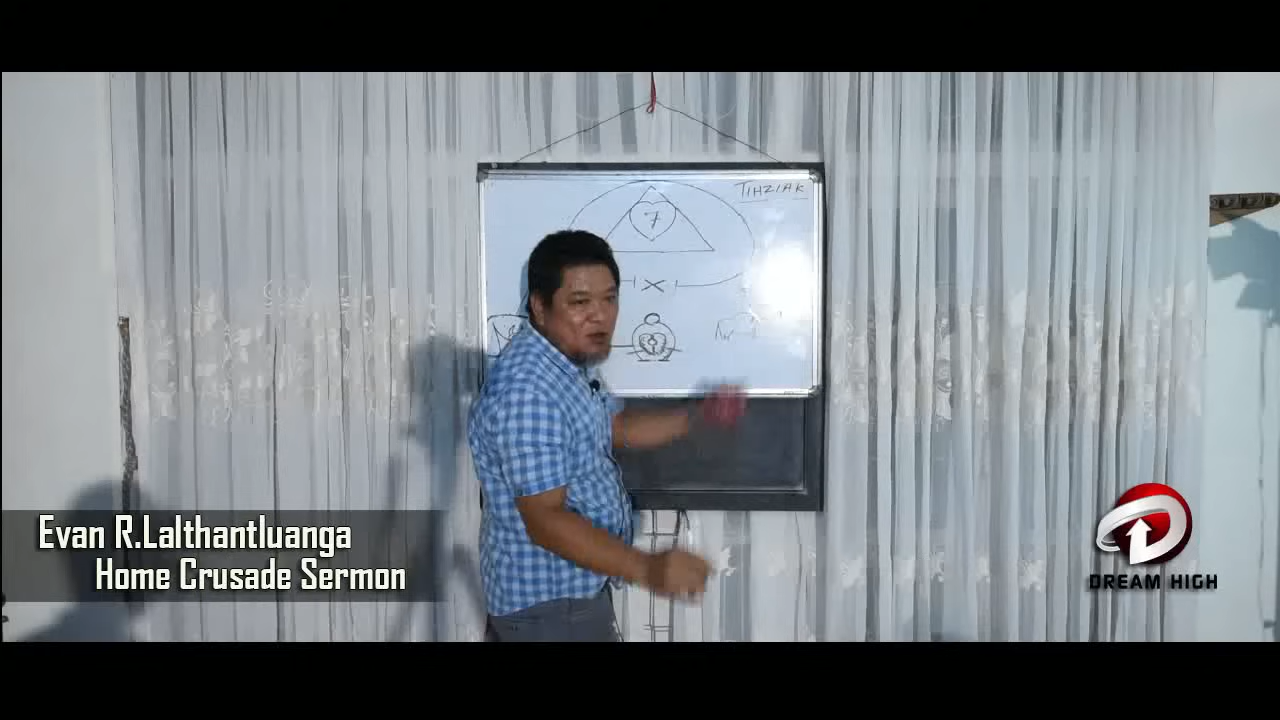 TIHZIAK
7
X
Evan R.Lalthantluanga
Home Crusade Sermon
DREAM HIGH